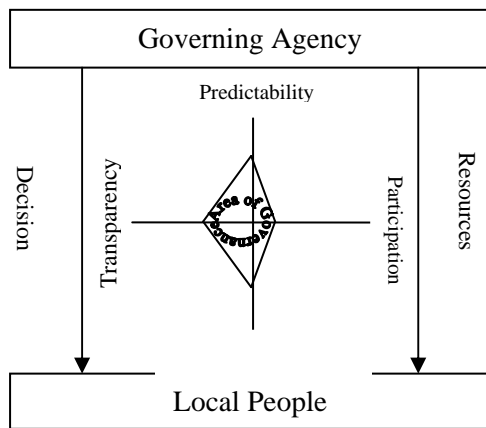 Governing Agency
Predictability
Decision
Transparency
Area of Governance
Participation
Resources
Local People